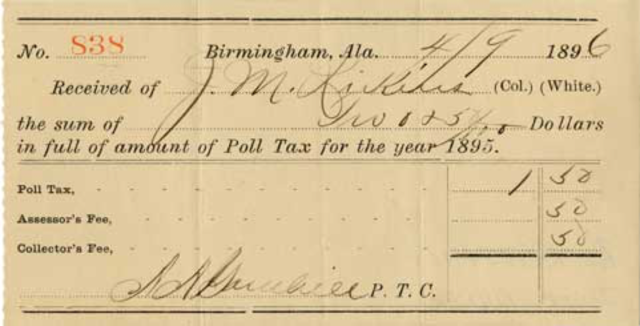 No. 838 Birmingham, Ala. 4/9 1896
Received of J. M. (Col.) (White.)
the sum of Two & 50/100 Dollars
in full of amount of Poll Tax for the year 1895.
Poll Tax, 1 50
Assessor's Fee, 50
Collector's Fee, 50
P. T. C.